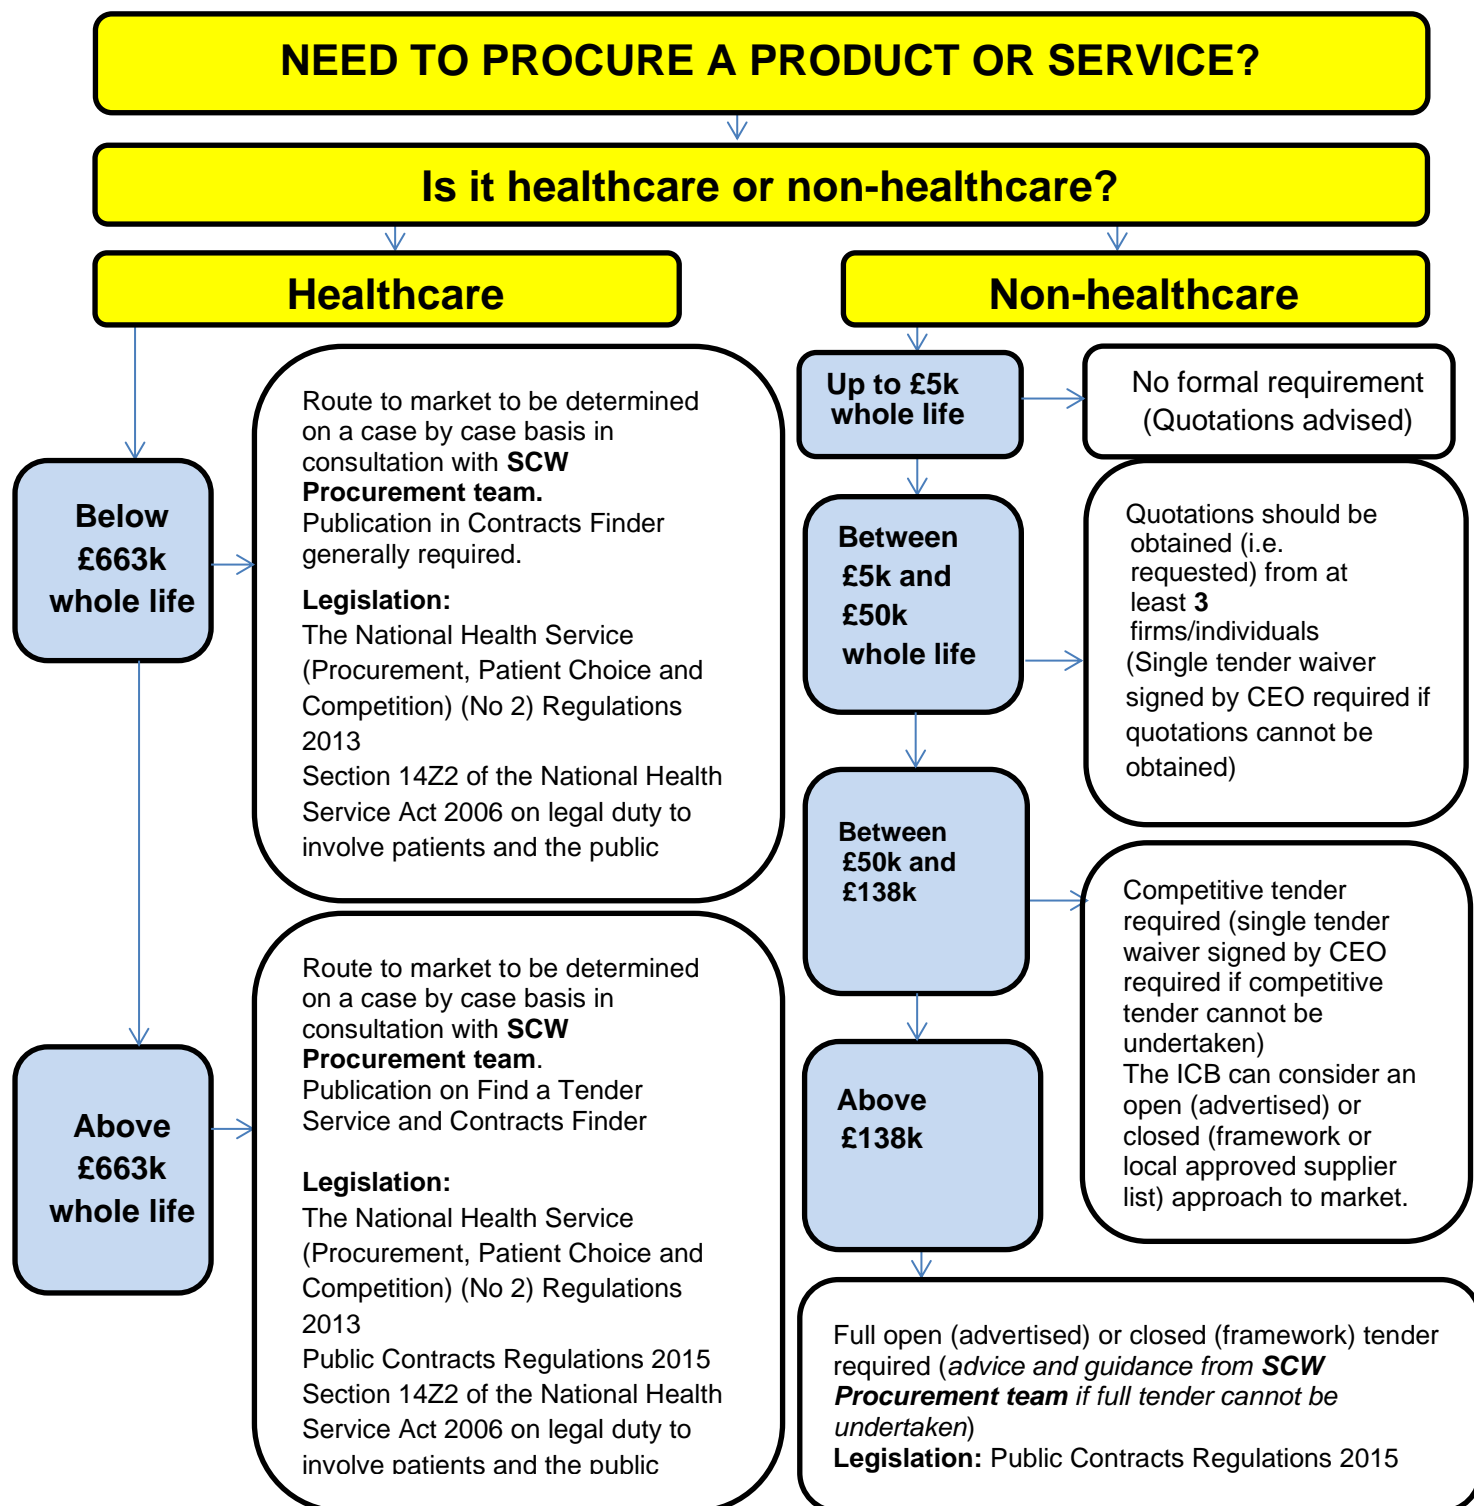 NEED TO PROCURE A PRODUCT OR SERVICE?
Is it healthcare or non-healthcare?
Healthcare
Below
£663k
whole life
Route to market to be determined
on a case by case basis in
consultation with SCW
Procurement team.
Publication in Contracts Finder
generally required.
Legislation:
The National Health Service
(Procurement, Patient Choice and
Competition) (No 2) Regulations
2013
Section 14Z2 of the National Health
Service Act 2006 on legal duty to
involve patients and the public
Above
£663k
whole life
Route to market to be determined
on a case by case basis in
consultation with SCW
Procurement team.
Publication on Find a Tender
Service and Contracts Finder
Legislation:
The National Health Service
(Procurement, Patient Choice and
Competition) (No 2) Regulations
2013
Public Contracts Regulations 2015
Section 14Z2 of the National Health
Service Act 2006 on legal duty to
involve patients and the public
Non-healthcare
Up to £5k
whole life
No formal requirement
(Quotations advised)
Between
£5k and
£50k
whole life
Quotations should be
obtained (i.e.
requested) from at
least 3
firms/individuals
(Single tender waiver
signed by CEO required if
quotations cannot be
obtained)
Between
£50k and
£138k
Competitive tender
required (single tender
waiver signed by CEO
required if competitive
tender cannot be
undertaken)
The ICB can consider an
open (advertised) or
closed (framework or
local approved supplier
list) approach to market.
Above
£138k
Full open (advertised) or closed (framework) tender
required (advice and guidance from SCW
Procurement team if full tender cannot be
undertaken)
Legislation: Public Contracts Regulations 2015